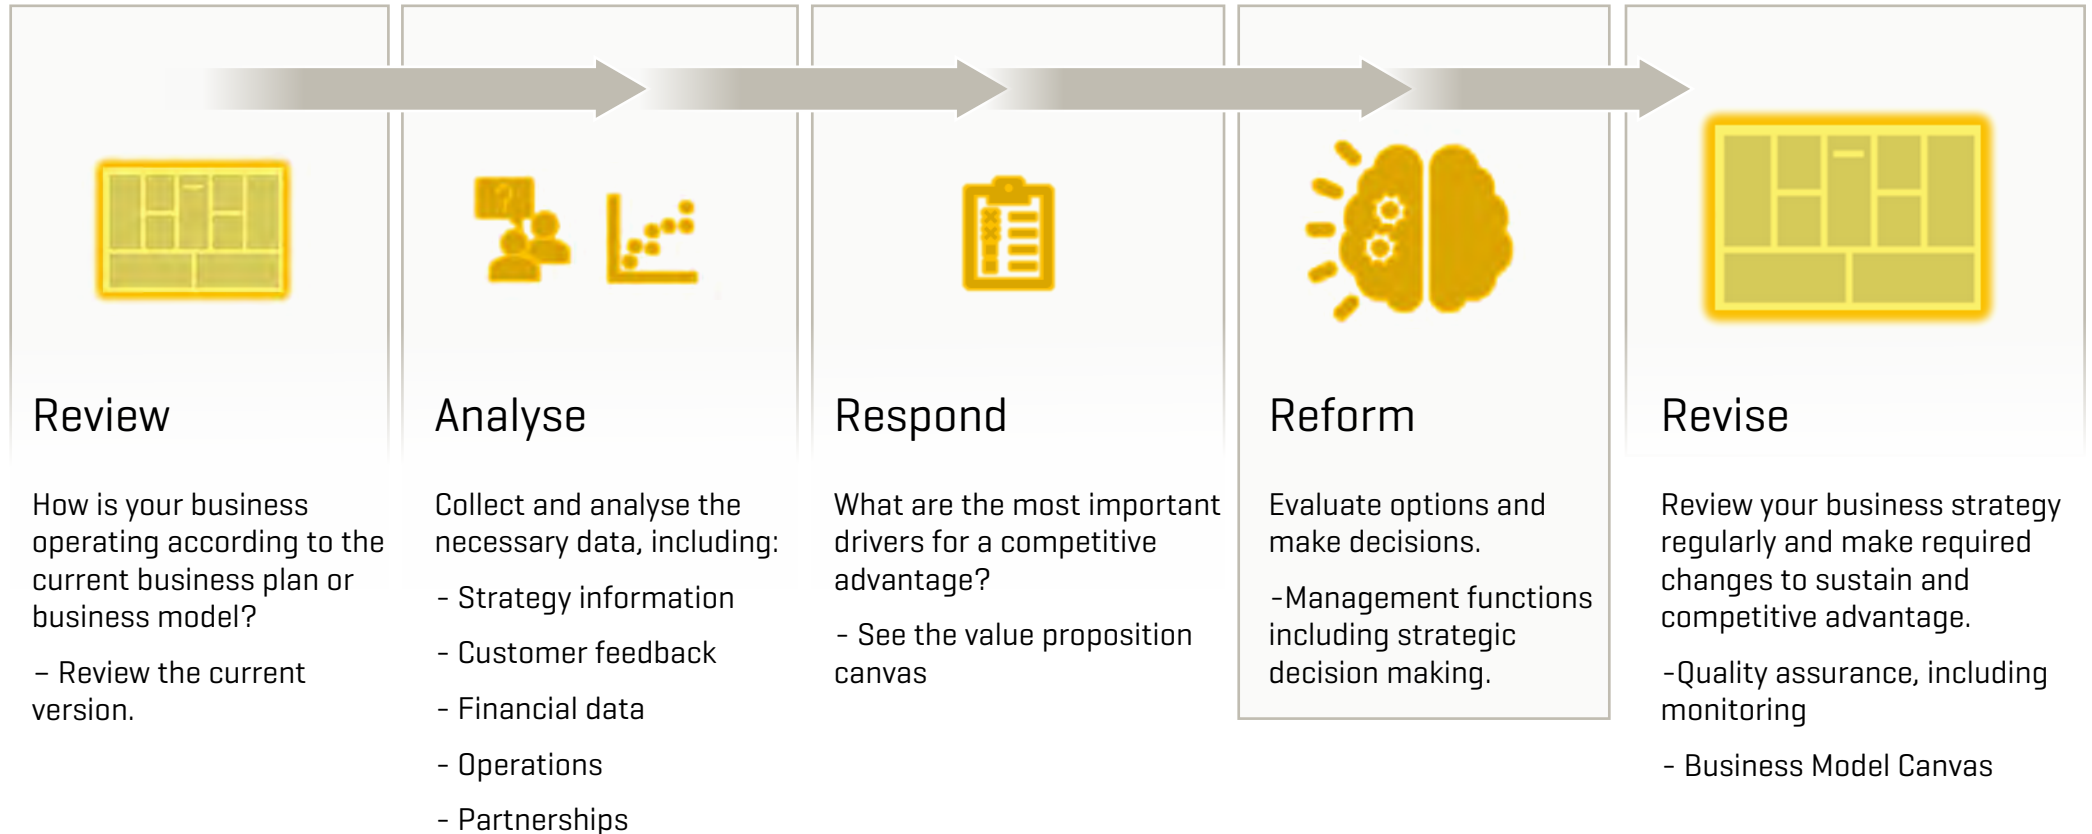 Review
How is your business
operating according to the
current business plan or
business model?
– Review the current
version.
Analyse
Collect and analyse the
necessary data, including:
- Strategy information
- Customer feedback
- Financial data
- Operations
- Partnerships
Respond
What are the most important
drivers for a competitive
advantage?
- See the value proposition
canvas
Reform
Evaluate options and
make decisions.
-Management functions
including strategic
decision making.
Revise
Review your business strategy
regularly and make required
changes to sustain and
competitive advantage.
-Quality assurance, including
monitoring
- Business Model Canvas